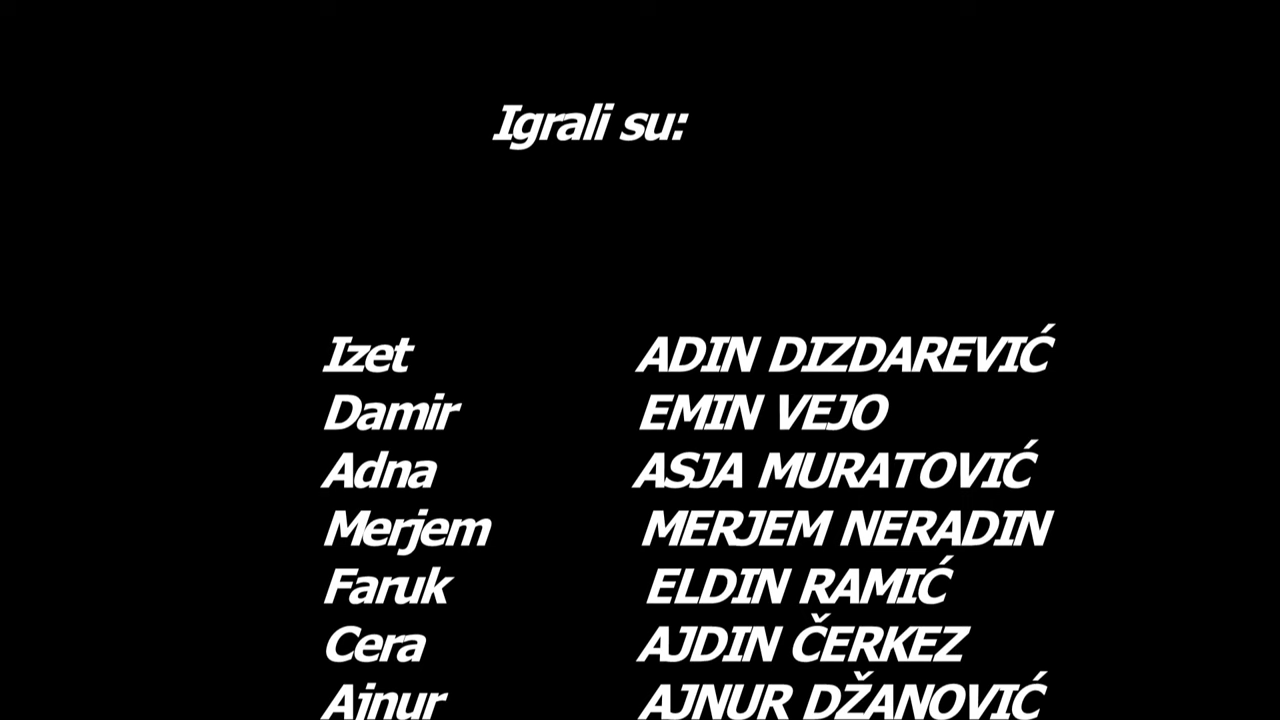 Igrali su:
Izet ADIN DIZDAREVIĆ
Damir EMIN VEJO
Adna ASJA MURATOVIĆ
Merjem MERJEM NERADIN
Faruk ELDIN RAMIĆ
Cera AJDIN ČERKEZ
Ajnur AJNUR DŽANOVIĆ